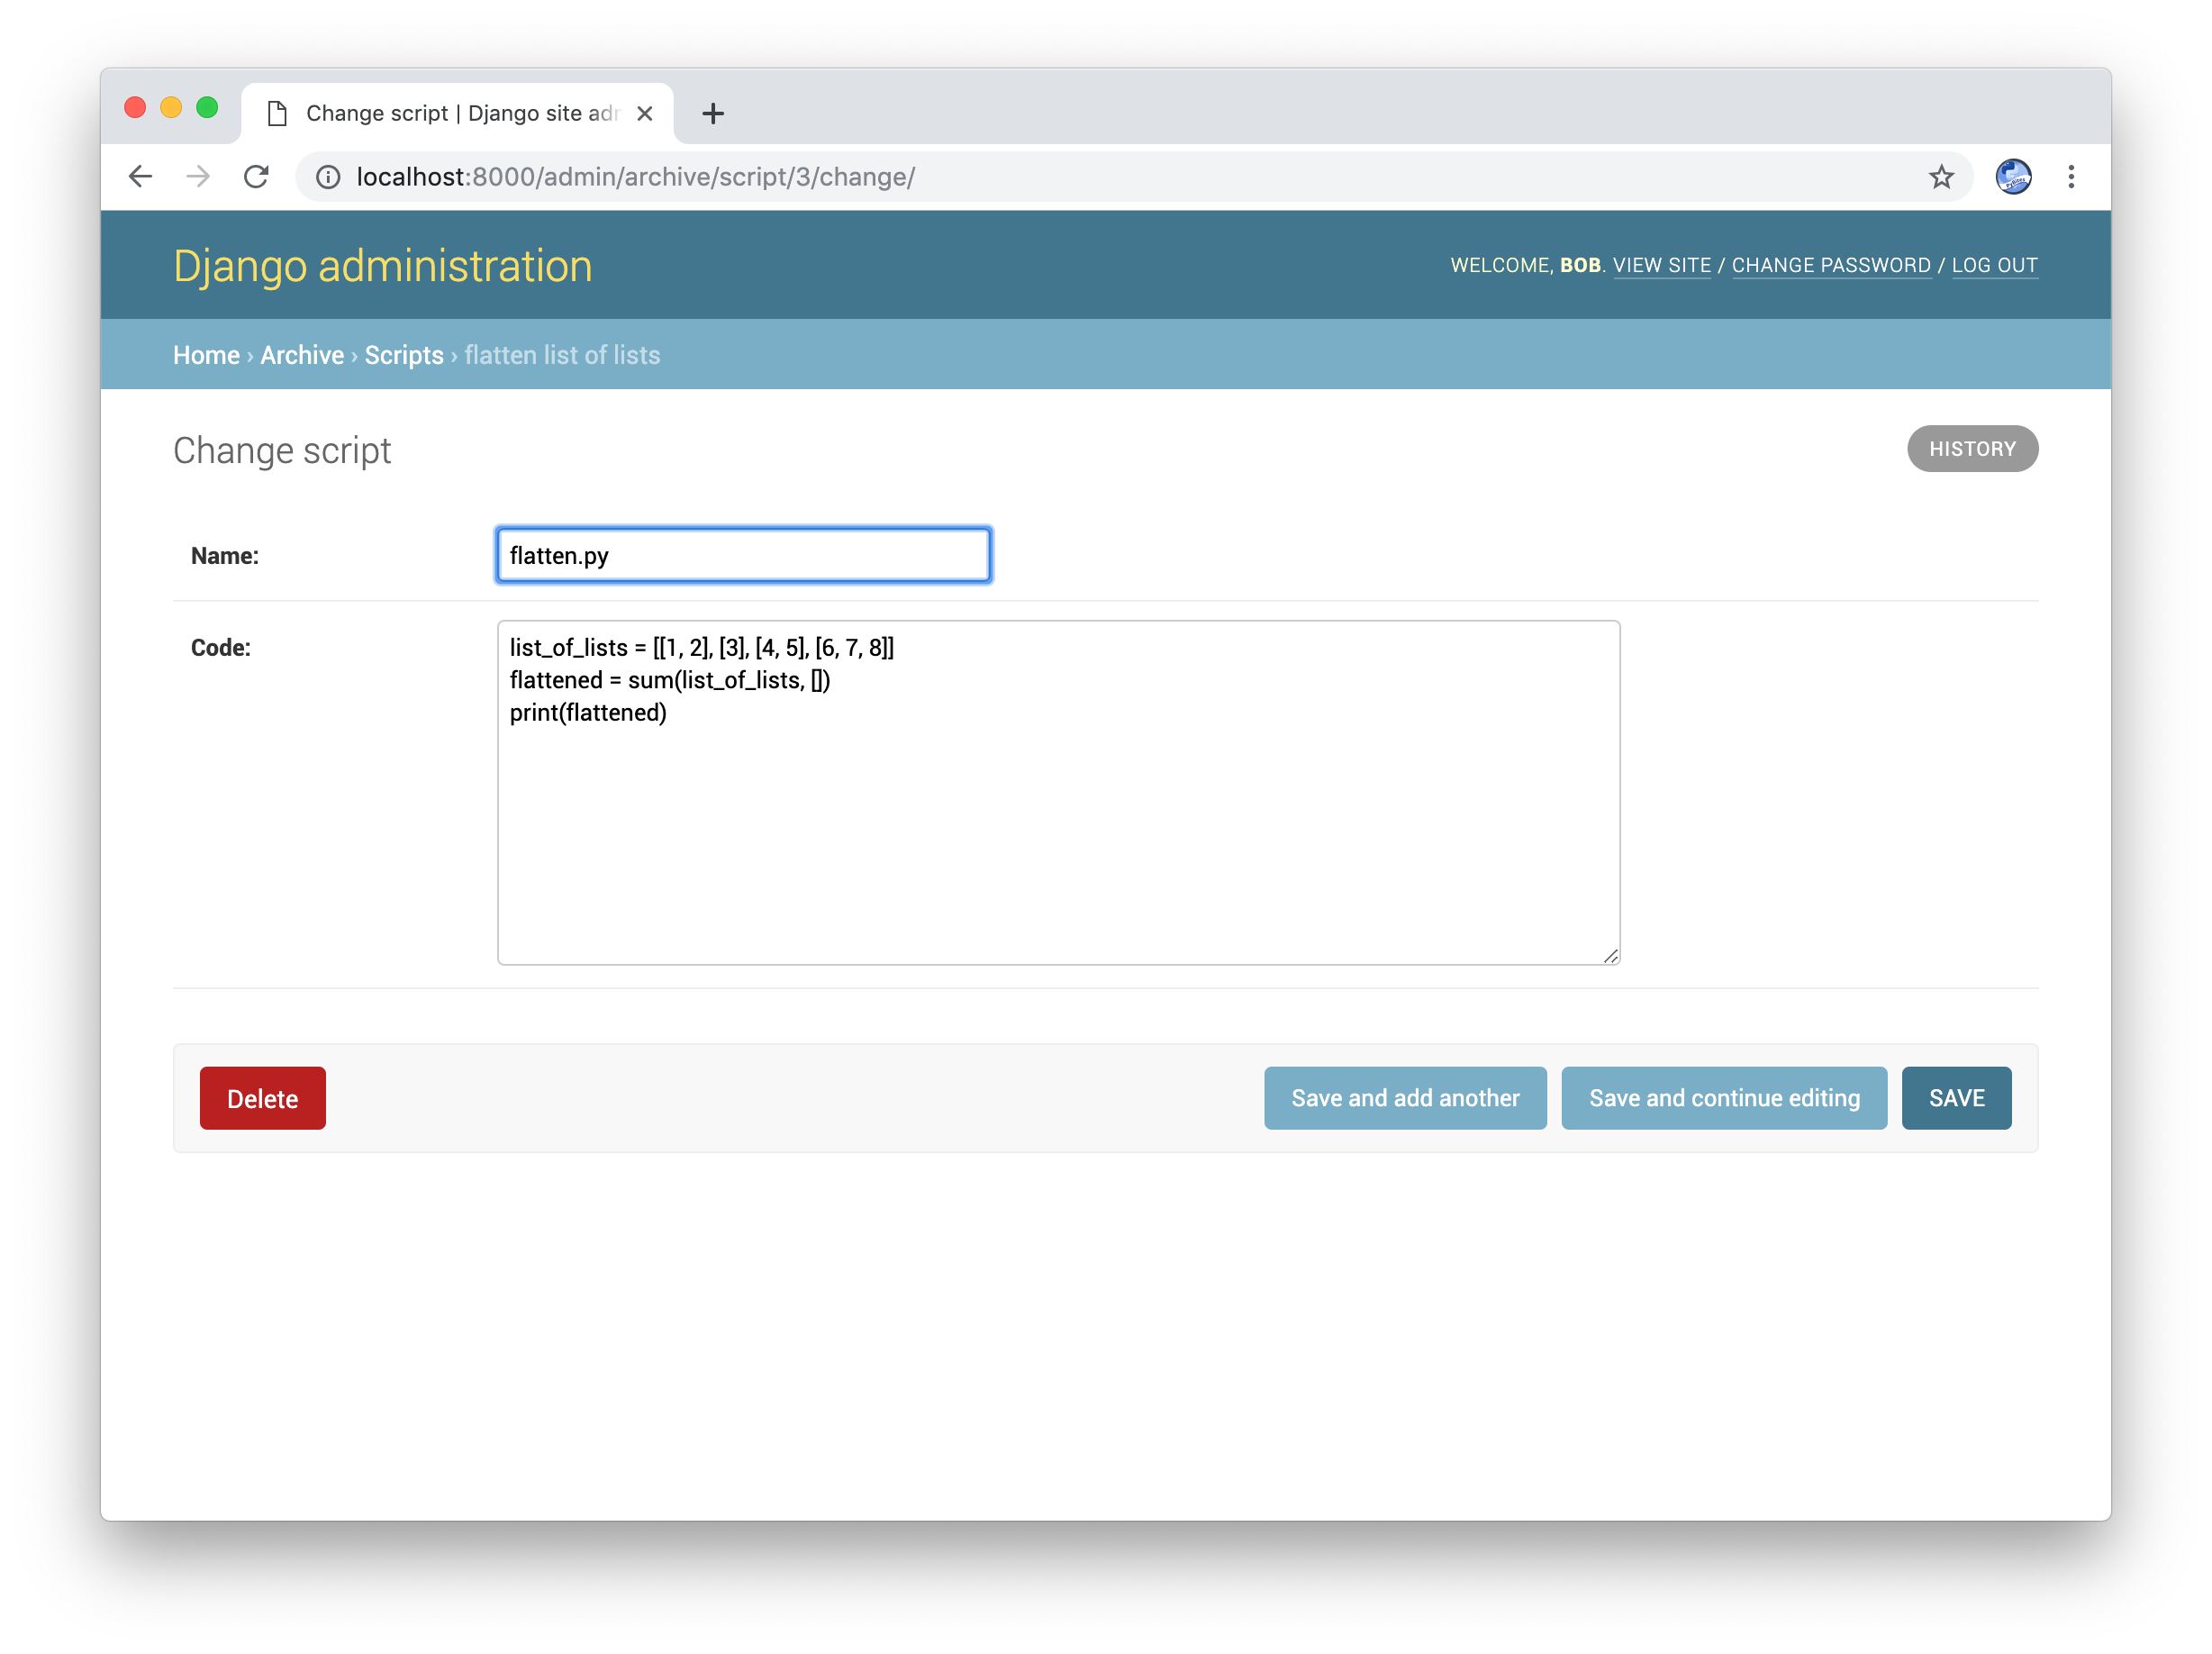 Change script | Django site adr
localhost:8000/admin/archive/script/3/change/
Django administration
WELCOME, BOB. VIEW SITE / CHANGE PASSWORD / LOG OUT
Home › Archive › Scripts › flatten list of lists
Change script
HISTORY
Name:
flatten.py
Code:
list_of_lists = [[1, 2], [3], [4, 5], [6, 7, 8]]
flattened = sum(list_of_lists, [])
print(flattened)
Delete
Save and add another
Save and continue editing
SAVE